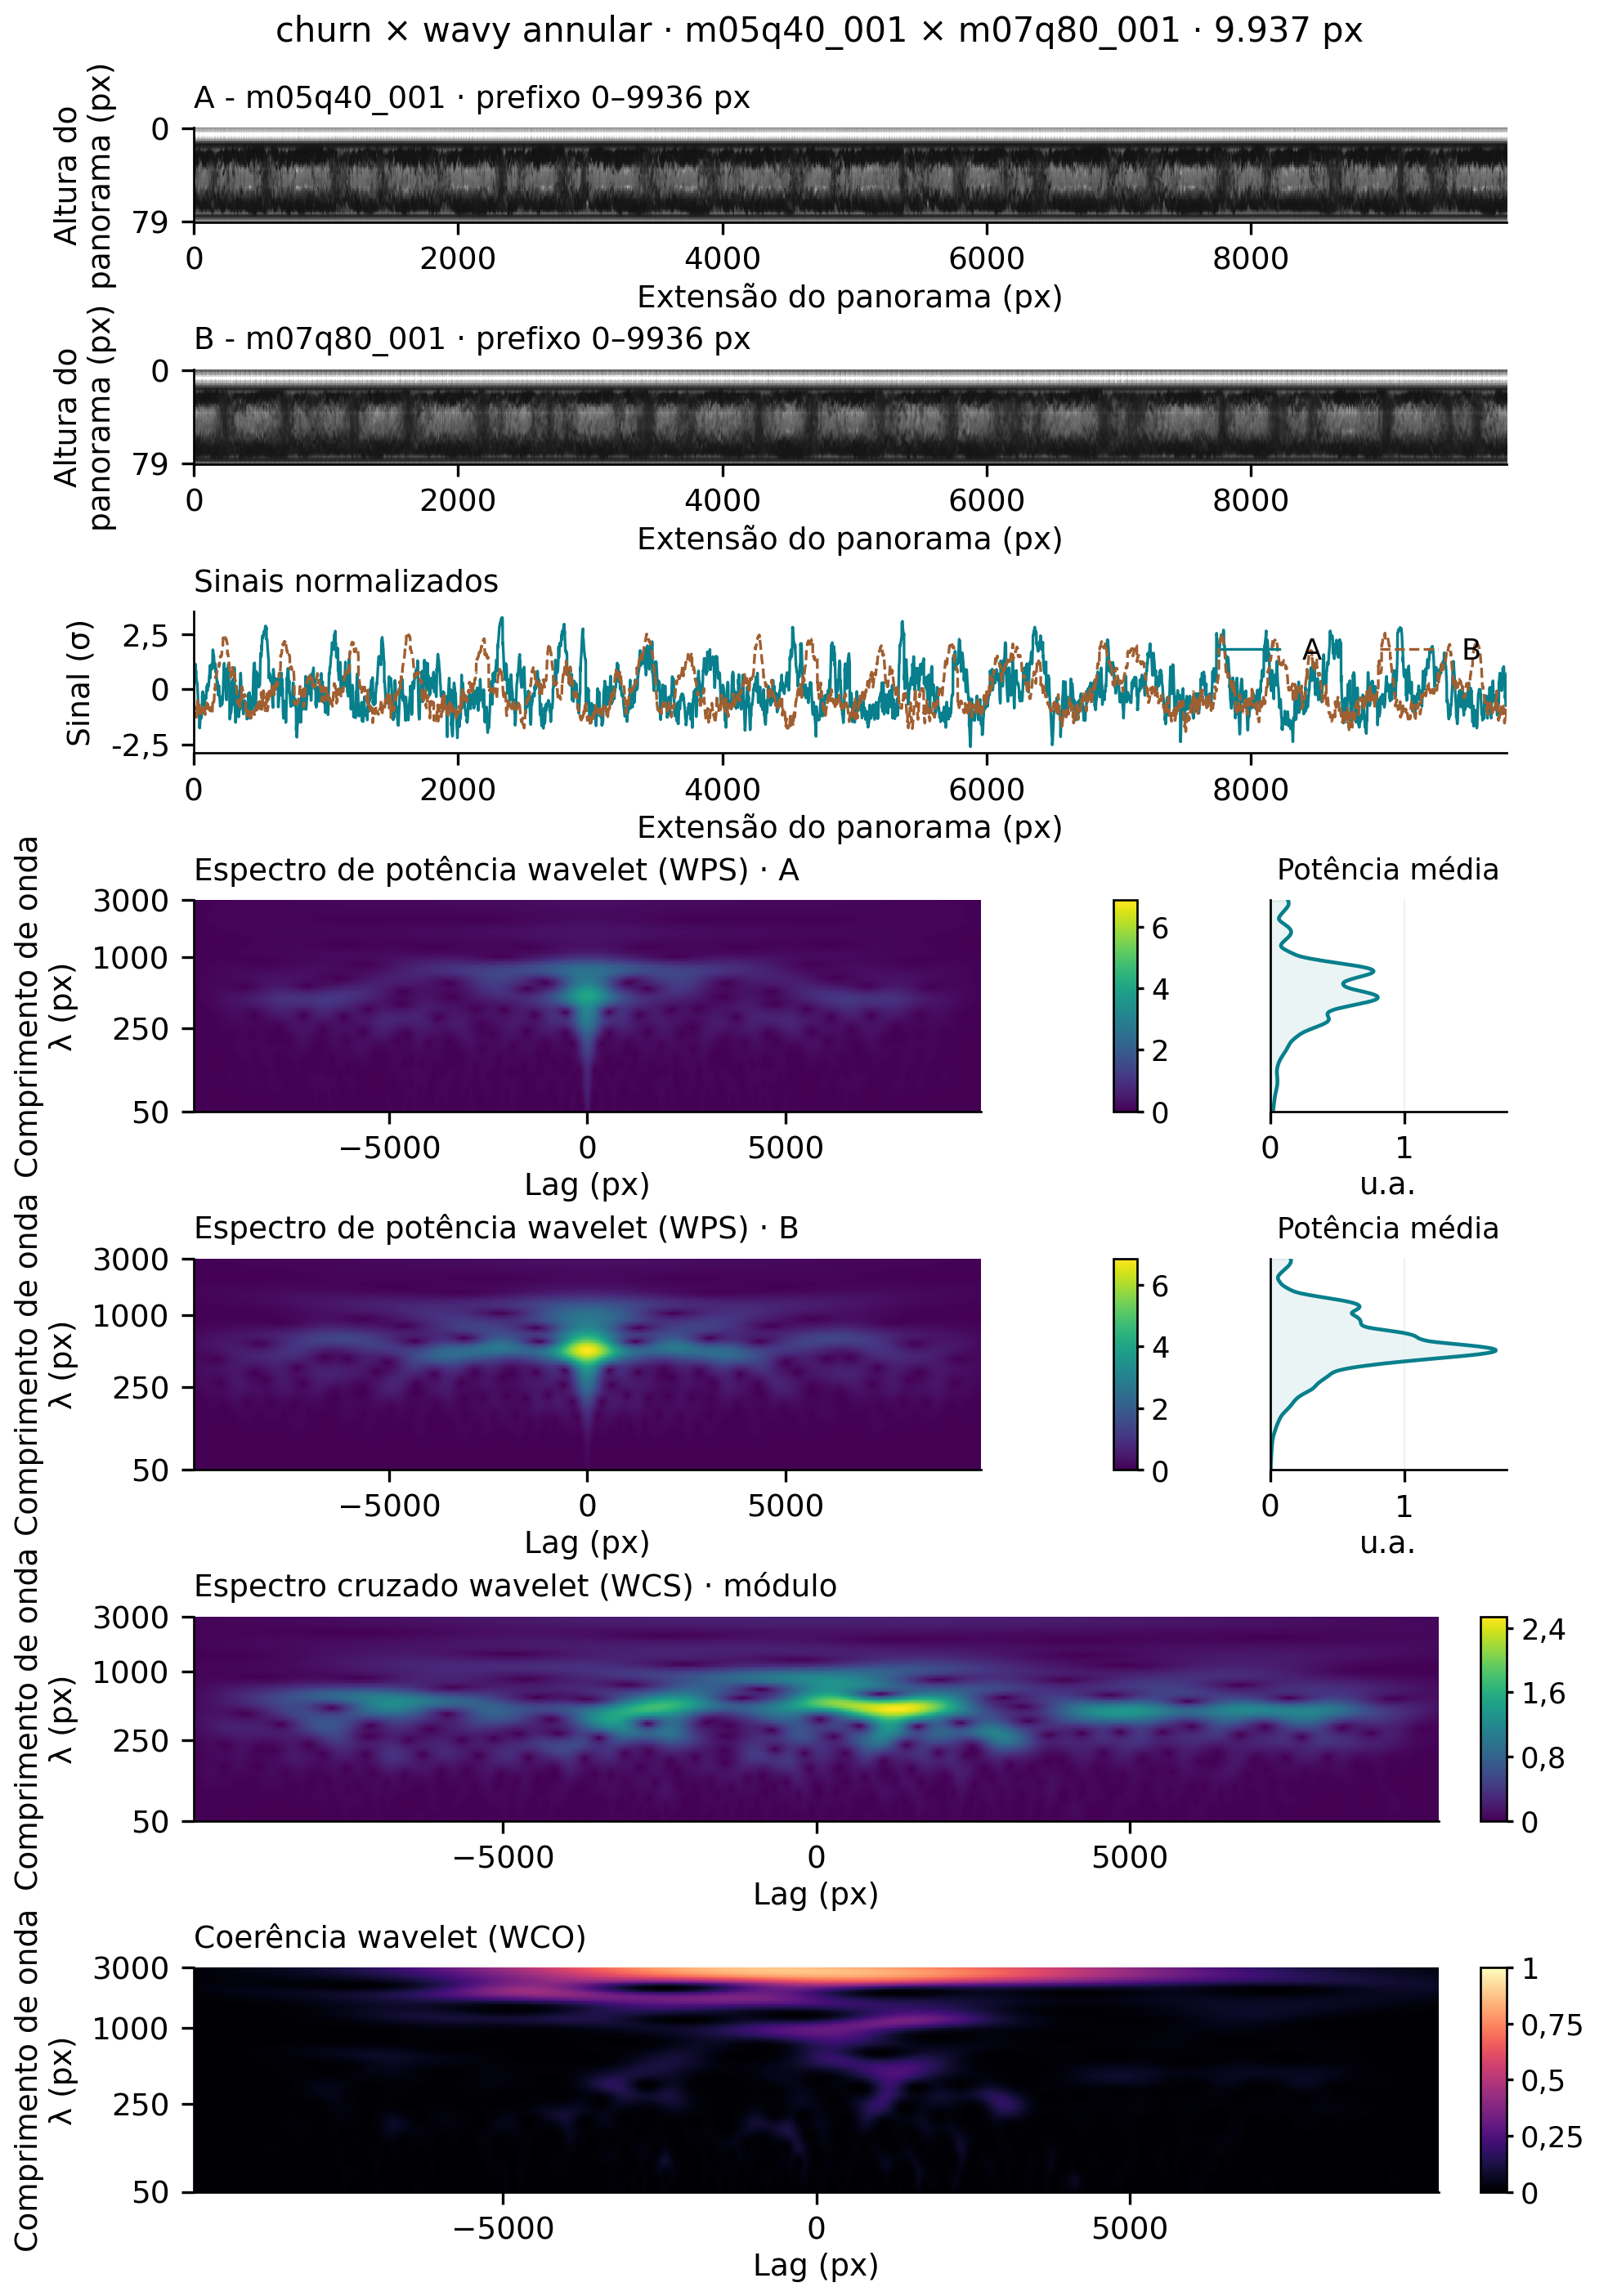 churn × wavy annular · m05q40_001 × m07q80_001 · 9.937 px
A - m05q40_001 · prefixo 0–9936 px
Altura do
panorama (px)
0
79
0 2000 4000 6000 8000
Extensão do panorama (px)
B - m07q80_001 · prefixo 0–9936 px
Altura do
panorama (px)
0
79
0 2000 4000 6000 8000
Extensão do panorama (px)
Sinais normalizados
Sinal (σ)
2,5
0
-2,5
A B
0 2000 4000 6000 8000
Extensão do panorama (px)
Espectro de potência wavelet (WPS) · A
Comprimento de onda
λ (px)
3000
1000
250
50
−5000 0 5000
Lag (px)
6
4
2
0
Potência média
0 1
u.a.
Espectro de potência wavelet (WPS) · B
Comprimento de onda
λ (px)
3000
1000
250
50
−5000 0 5000
Lag (px)
6
4
2
0
Potência média
0 1
u.a.
Espectro cruzado wavelet (WCS) · módulo
Comprimento de onda
λ (px)
3000
1000
250
50
−5000 0 5000
Lag (px)
2,4
1,6
0,8
0
Coerência wavelet (WCO)
Comprimento de onda
λ (px)
3000
1000
250
50
−5000 0 5000
Lag (px)
1
0,75
0,5
0,25
0